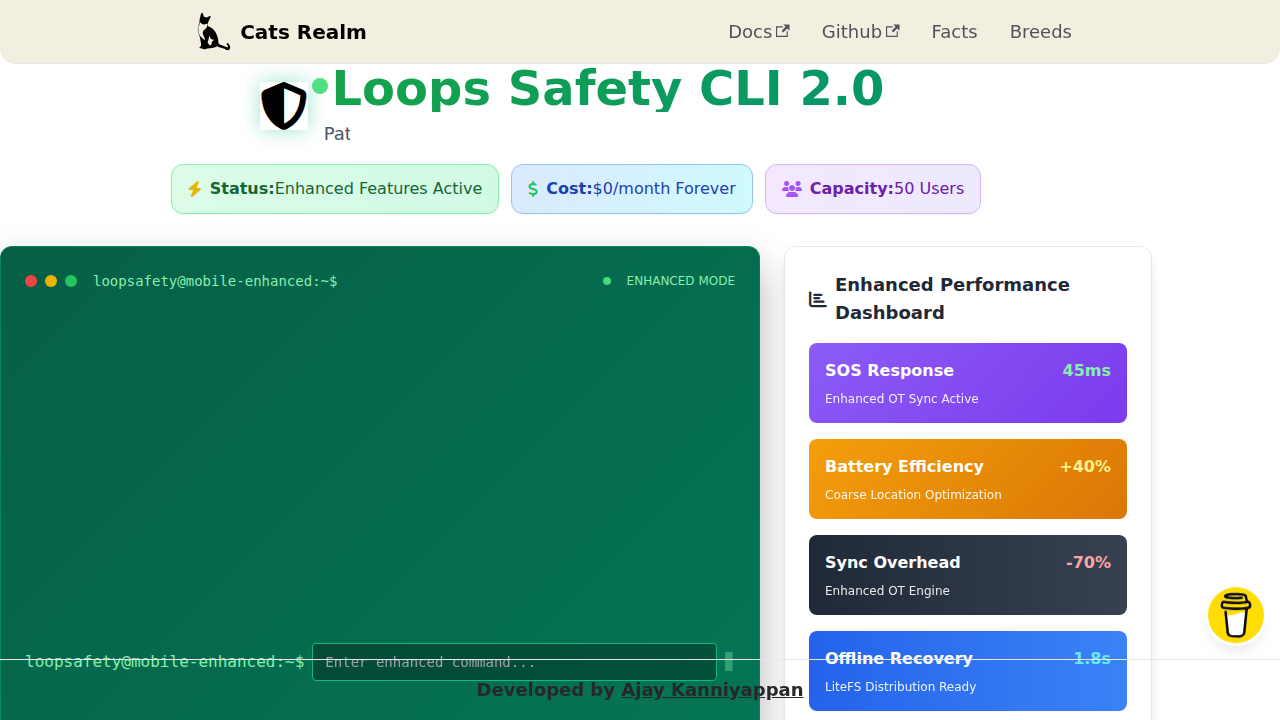 Cats Realm
Docs
Github
Facts
Breeds
Loops Safety CLI 2.0
Pat
Status:Enhanced Features Active
Cost:$0/month Forever
Capacity:50 Users
loopsafety@mobile-enhanced:~$
ENHANCED MODE
loopsafety@mobile-enhanced:~$
Enter enhanced command...
Enhanced Performance
Dashboard
SOS Response
45ms
Enhanced OT Sync Active
Battery Efficiency
+40%
Coarse Location Optimization
Sync Overhead
-70%
Enhanced OT Engine
Offline Recovery
1.8s
LiteFS Distribution Ready
Developed by Ajay Kanniyappan